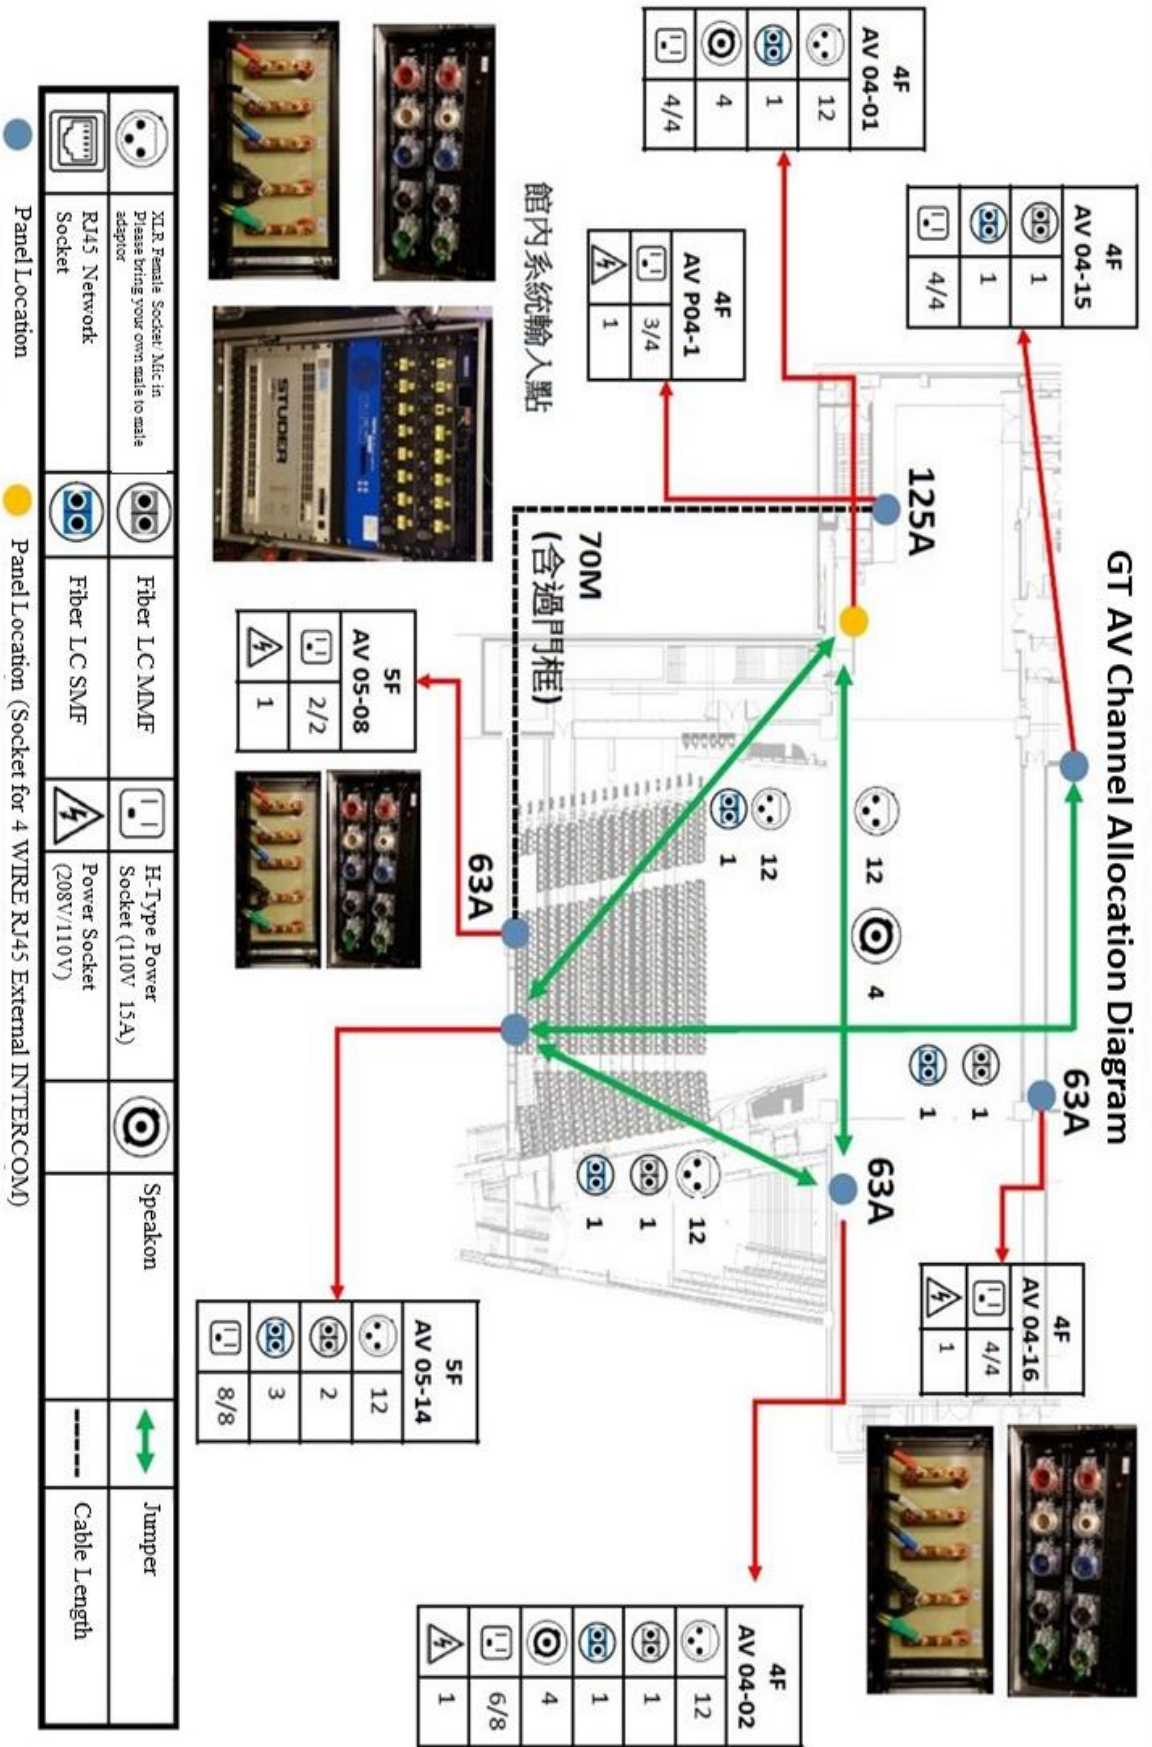 GT AV Channel Allocation Diagram
4F
AV 04-15
1
1
4/4
4F
AV 04-01
12
1
4
4/4
4F
AV P04-1
3/4
1
館內系統輸入點
125A
70M
(含過門框)
STUDER
63A
4F
AV 04-16
4/4
1
1
1
12
4
12
1
63A
12
1
1
63A
5F
AV 05-08
2/2
1
5F
AV 05-14
12
2
3
8/8
4F
AV 04-02
12
1
1
4
6/8
1
XLR Female Socket/ Mic in
Please bring your own male to male
adaptor
Fiber LC MMF
H-Type Power
Socket (110V 15A)
Speakon
Jumper
RJ45 Network
Socket
Fiber LC SMF
Power Socket
(208V/110V)
Cable Length
Panel Location
Panel Location (Socket for 4 WIRE RJ45 External INTERCOM)